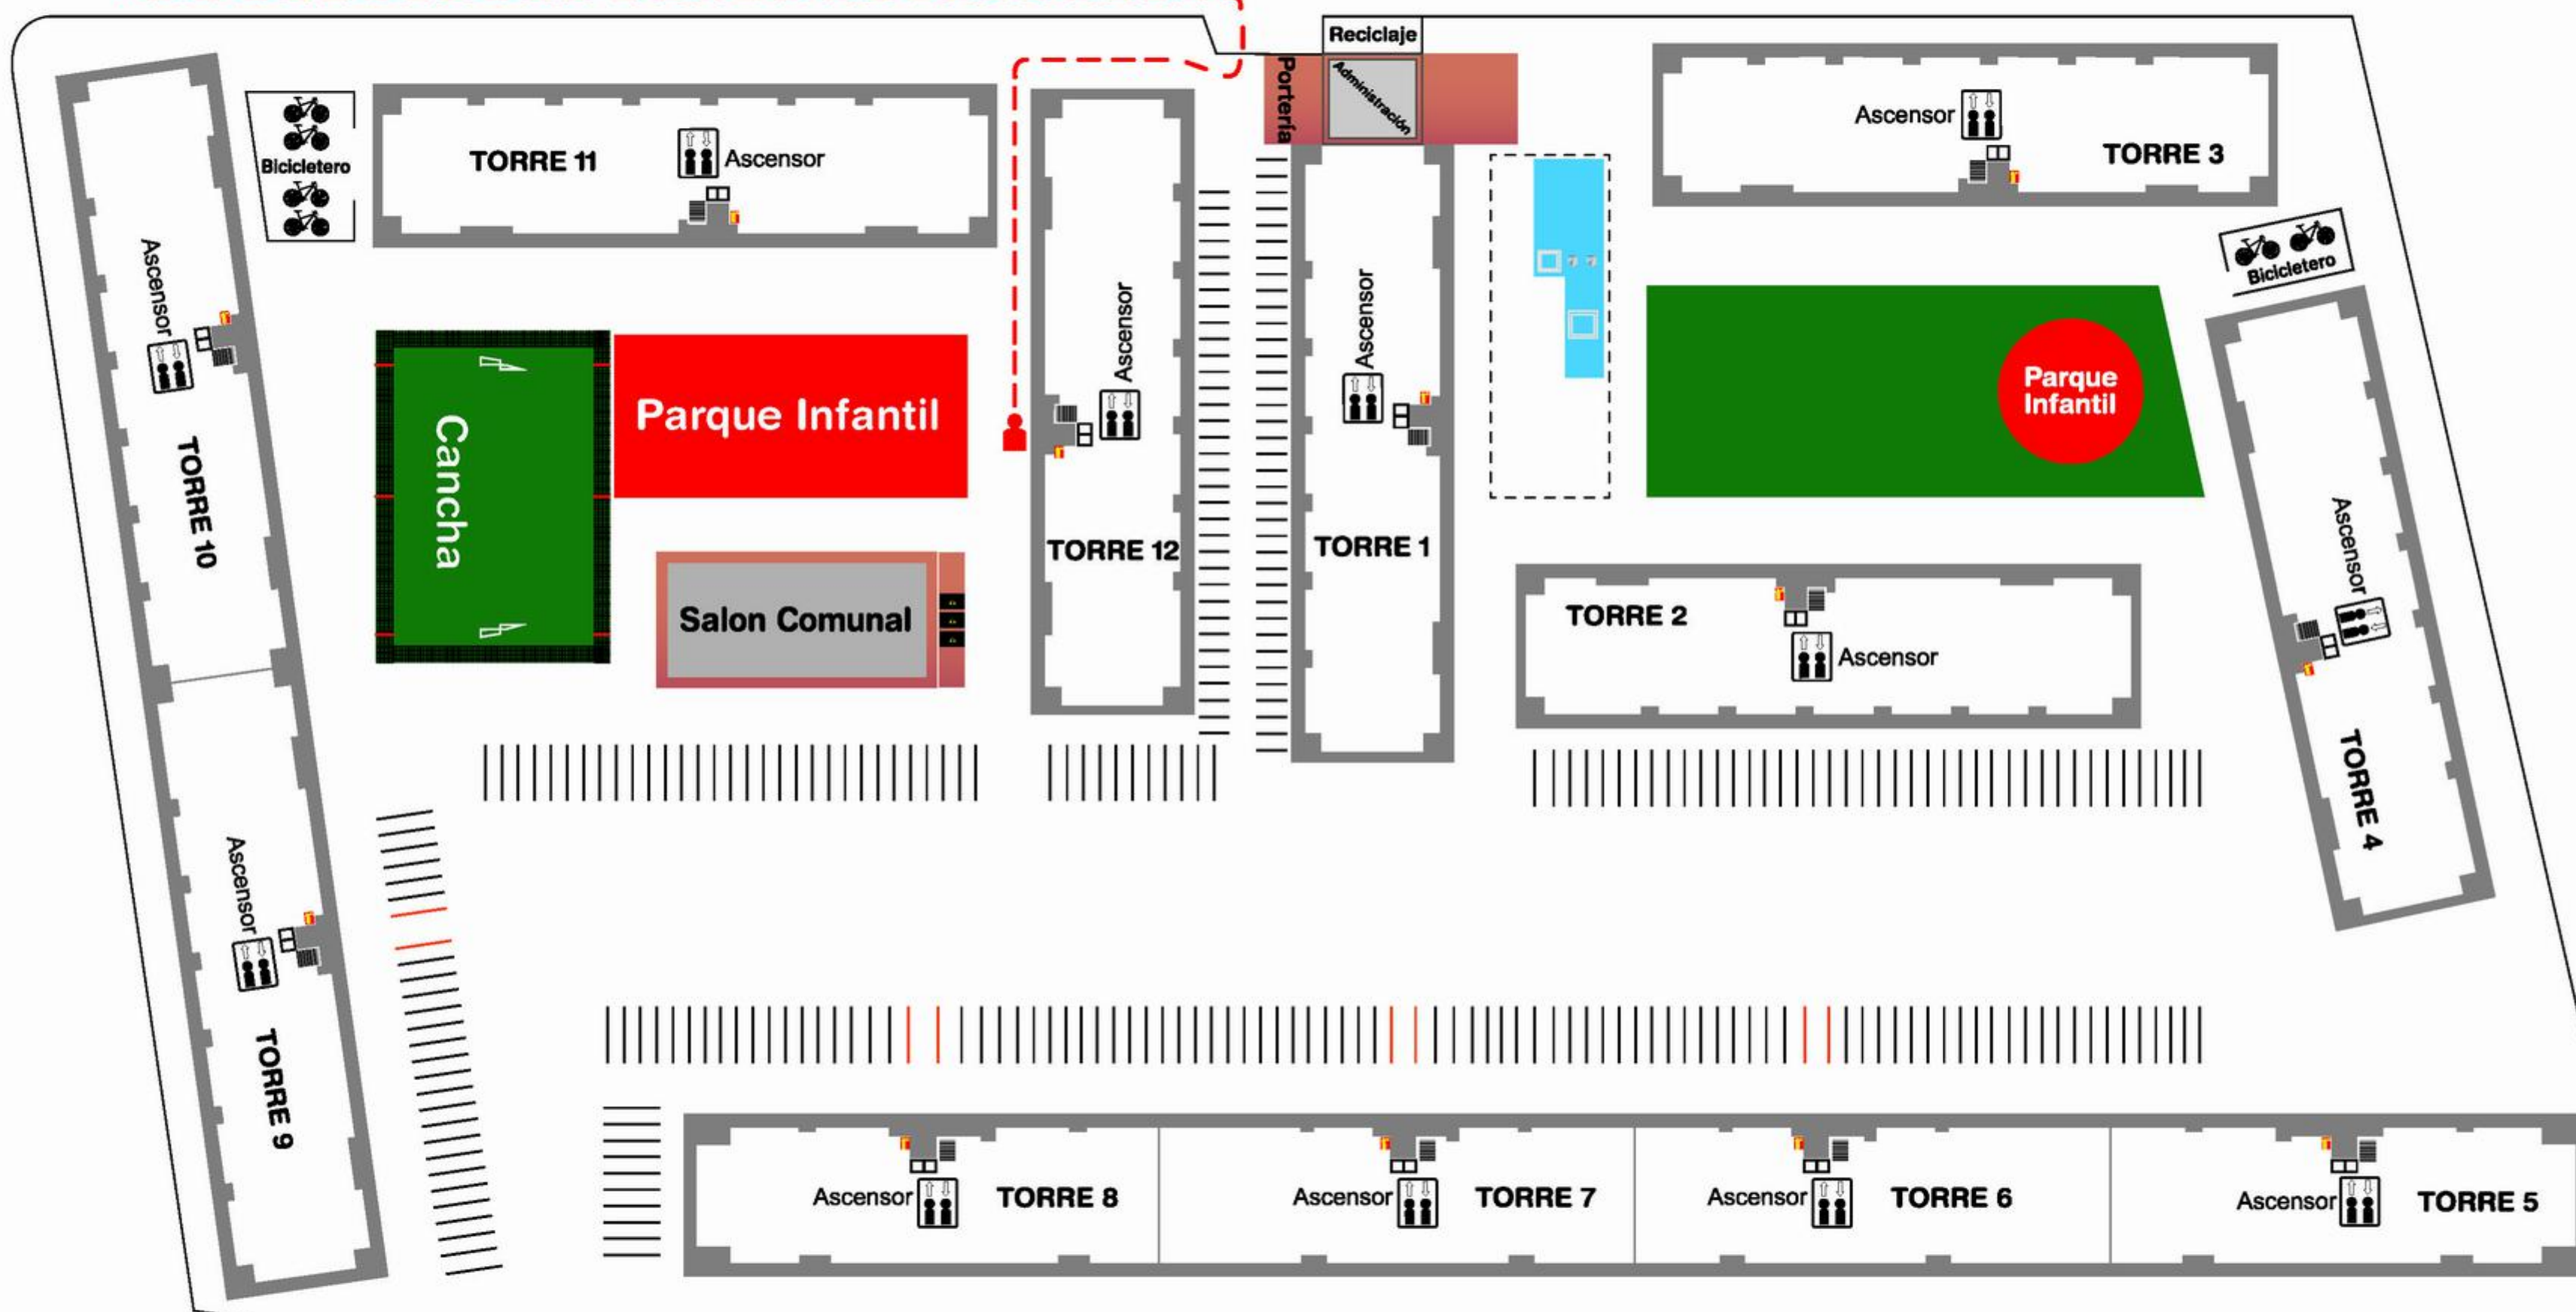 Reciclaje
Portería
Administración
Ascensor
TORRE 3
TORRE 11
Ascensor
Bicicletero
Ascensor
TORRE 10
Cancha
Parque Infantil
Salon Comunal
Ascensor
TORRE 12
Ascensor
TORRE 1
Parque
Infantil
Bicicletero
TORRE 2
Ascensor
Ascensor
TORRE 4
Ascensor
TORRE 9
Ascensor
TORRE 8
Ascensor
TORRE 7
Ascensor
TORRE 6
Ascensor
TORRE 5